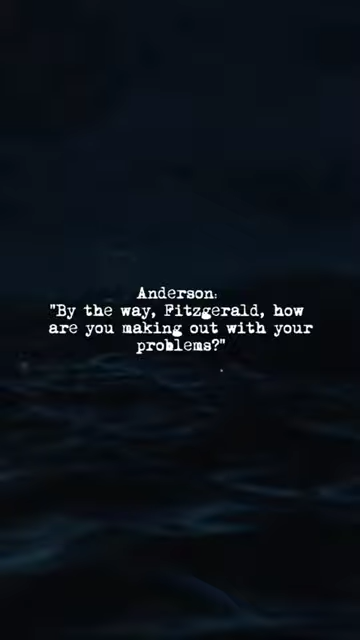 Anderson:
"By the way, Fitzgerald, how
are you making out with your
problems?"